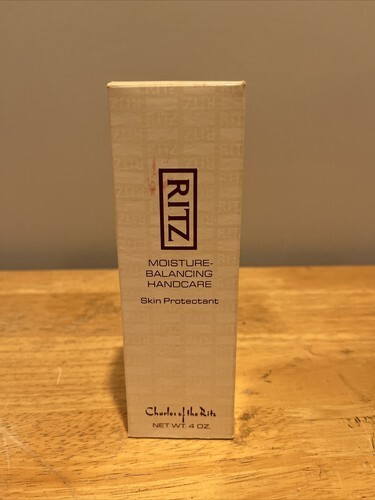 RITZ
MOISTURE-
BALANCING
HANDCARE
Skin Protectant
Charles of the Ritz
NET WT. 4 OZ.